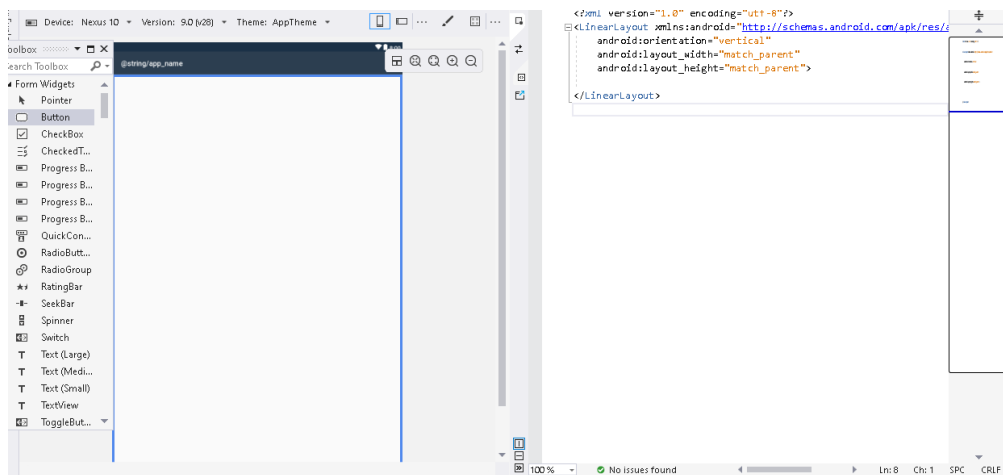 Device: Nexus 10 Version: 9.0 (v28) Theme: AppTheme ...
oolbox
earch Toolbox
Form Widgets
Pointer
Button
CheckBox
CheckedT...
Progress B...
Progress B...
Progress B...
Progress B...
QuickCon...
RadioButt...
RadioGroup
RatingBar
SeekBar
Spinner
Switch
Text (Large)
Text (Medi...
Text (Small)
TextView
ToggleBut...
@string/app_name
<?xml version="1.0" encoding="utf-8"?>
<LinearLayout xmlns:android="http://schemas.android.com/apk/res/a
android:orientation="vertical"
android:layout_width="match_parent"
android:layout_height="match_parent">
</LinearLayout>
100 % No issues found Ln: 8 Ch: 1 SPC CRLF